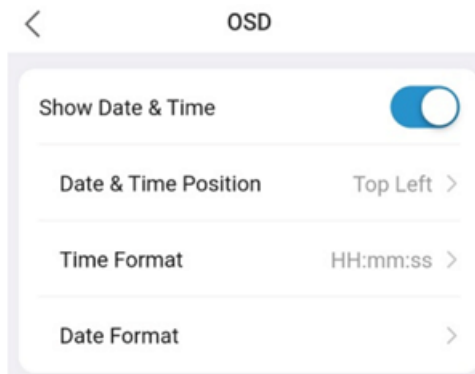 OSD
Show Date & Time
Date & Time Position Top Left
Time Format HH:mm:ss
Date Format